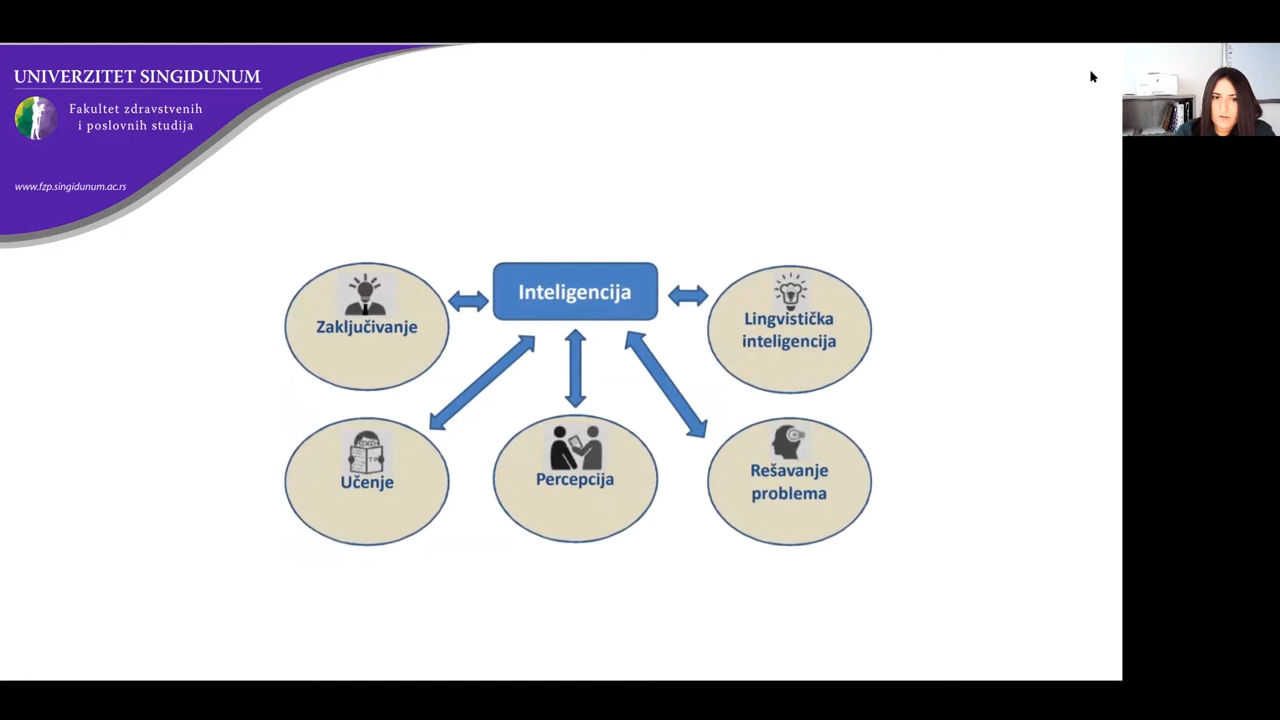 UNIVERZITET SINGIDUNUM
Fakultet zdravstvenih
i poslovnih studija
www.fzp.singidunum.ac.rs
Inteligencija
Zaključivanje
Lingvistička
inteligencija
Učenje
Percepcija
Rešavanje
problema